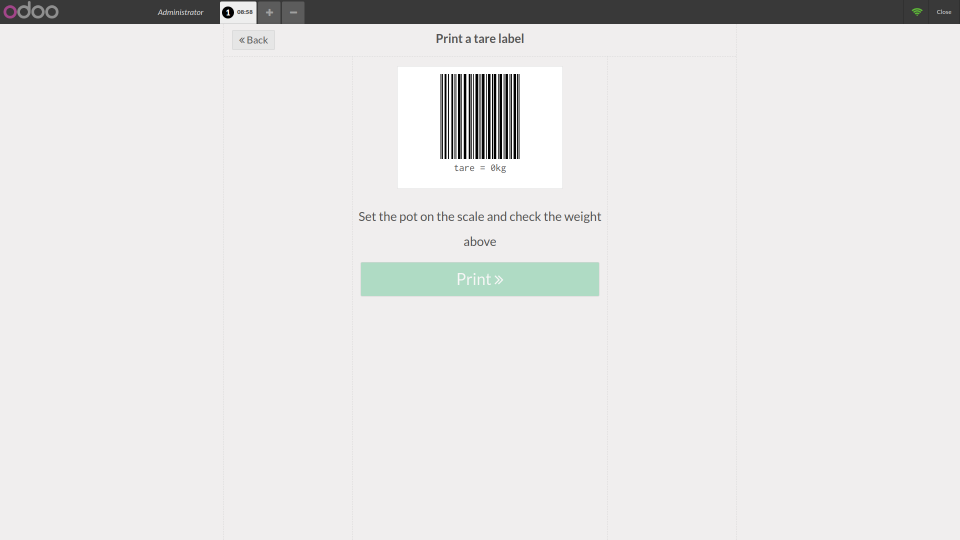 odoo
Administrator
1 08:58
+
−
Close
« Back
Print a tare label
tare = 0kg
Set the pot on the scale and check the weight
above
Print »